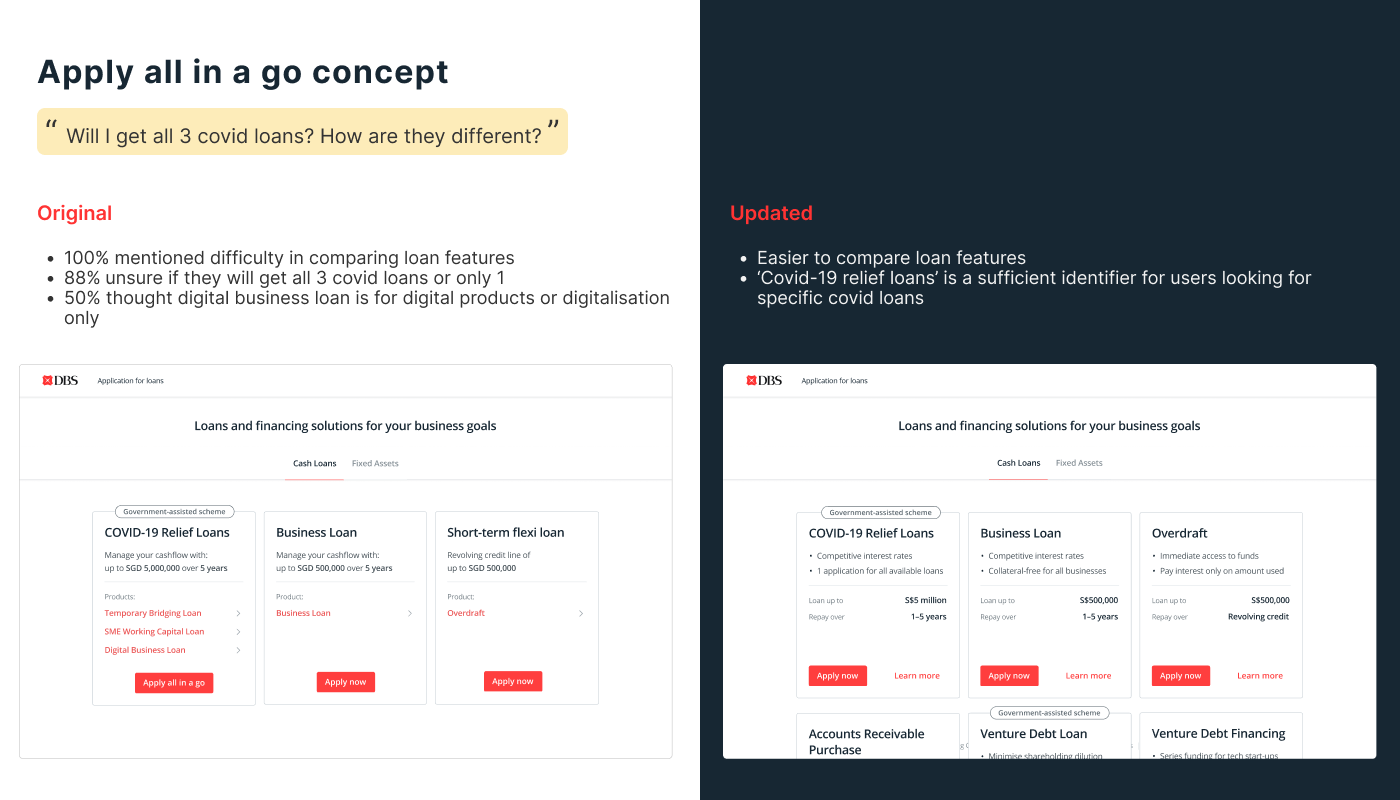 Apply all in a go concept
“ Will I get all 3 covid loans? How are they different? ”
Original
• 100% mentioned difficulty in comparing loan features
• 88% unsure if they will get all 3 covid loans or only 1
• 50% thought digital business loan is for digital products or digitalisation
only
DBS
Application for loans
Loans and financing solutions for your business goals
Cash Loans
Fixed Assets
Government-assisted scheme
COVID-19 Relief Loans
Manage your cashflow with:
up to SGD 5,000,000 over 5 years
Products:
Temporary Bridging Loan
SME Working Capital Loan
Digital Business Loan
Apply all in a go
Business Loan
Manage your cashflow with:
up to SGD 500,000 over 5 years
Product:
Business Loan
Apply now
Short-term flexi loan
Revolving credit line of
up to SGD 500,000
Product:
Overdraft
Apply now
Updated
• Easier to compare loan features
• ‘Covid-19 relief loans’ is a sufficient identifier for users looking for
specific covid loans
DBS
Application for loans
Loans and financing solutions for your business goals
Cash Loans
Fixed Assets
Government-assisted scheme
COVID-19 Relief Loans
• Competitive interest rates
• 1 application for all available loans
Loan up to S$5 million
Repay over 1–5 years
Apply now
Learn more
Business Loan
• Competitive interest rates
• Collateral-free for all businesses
Loan up to S$500,000
Repay over 1–5 years
Apply now
Learn more
Overdraft
• Immediate access to funds
• Pay interest only on amount used
Loan up to S$500,000
Repay over Revolving credit
Apply now
Learn more
Accounts Receivable
Purchase
Government-assisted scheme
Venture Debt Loan
• Minimise shareholding dilution
Venture Debt Financing
• Series funding for tech start-ups